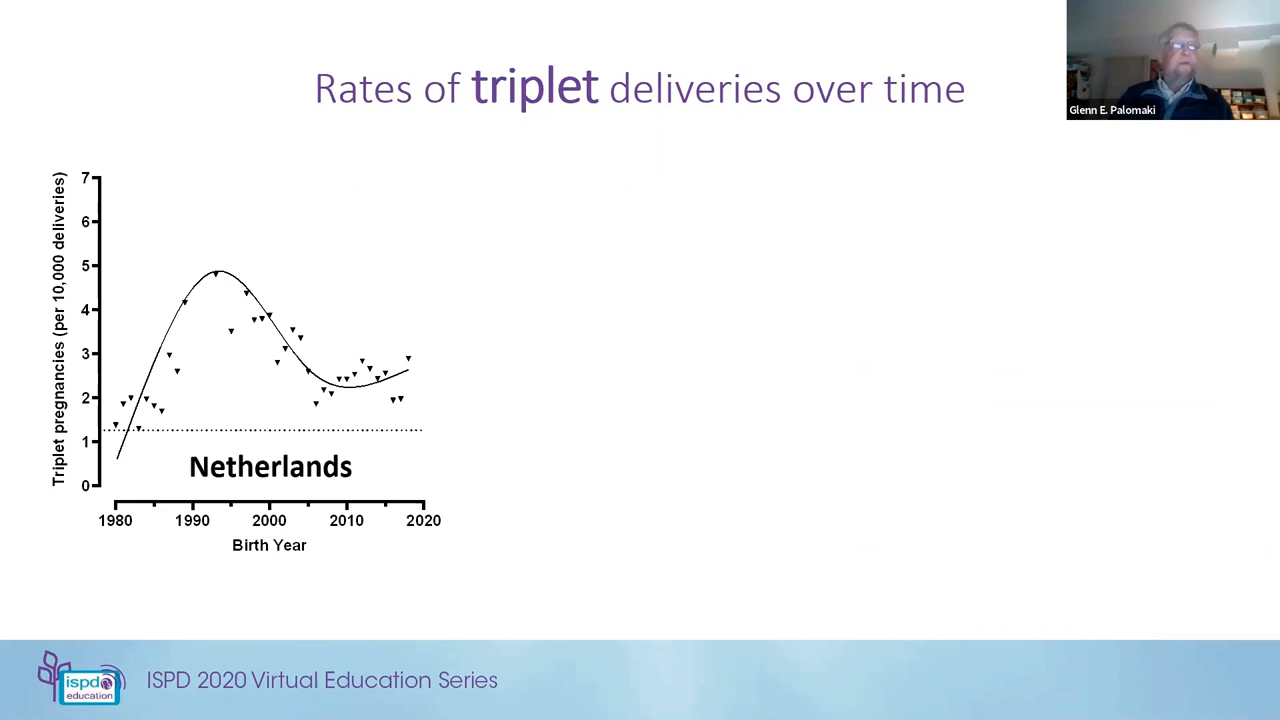 Rates of triplet deliveries over time
Glenn E. Palomaki
Triplet pregnancies (per 10,000 deliveries)
7
6
5
4
3
2
1
0
Netherlands
1980 1990 2000 2010 2020
Birth Year
ispd
education
ISPD 2020 Virtual Education Series